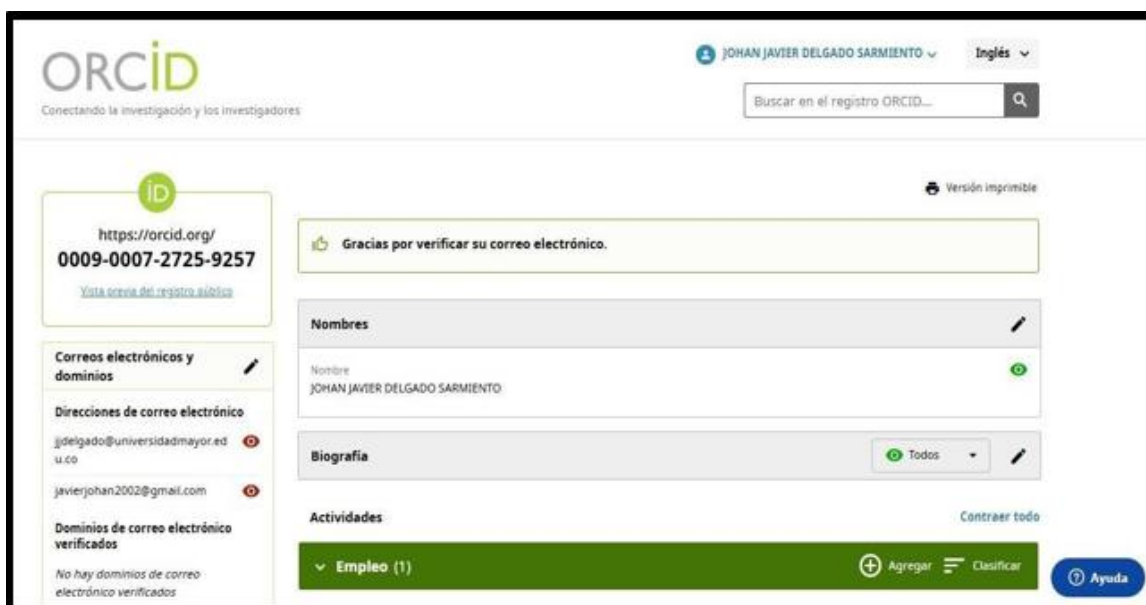 ORCID
Conectando la investigación y los investigadores
JOHAN JAVIER DELGADO SARMIENTO
Inglés
Buscar en el registro ORCID...
iD
https://orcid.org/
0009-0007-2725-9257
Vista previa del registro público
Versión imprimible
Gracias por verificar su correo electrónico.
Correos electrónicos y
dominios
Direcciones de correo electrónico
jjdelgado@universidadmayor.ed
u.co
javierjohan2002@gmail.com
Dominios de correo electrónico
verificados
No hay dominios de correo
electrónico verificados
Nombres
Nombre
JOHAN JAVIER DELGADO SARMIENTO
Biografía
Todos
Actividades
Contraer todo
Empleo (1)
Agregar
Clasificar
Ayuda